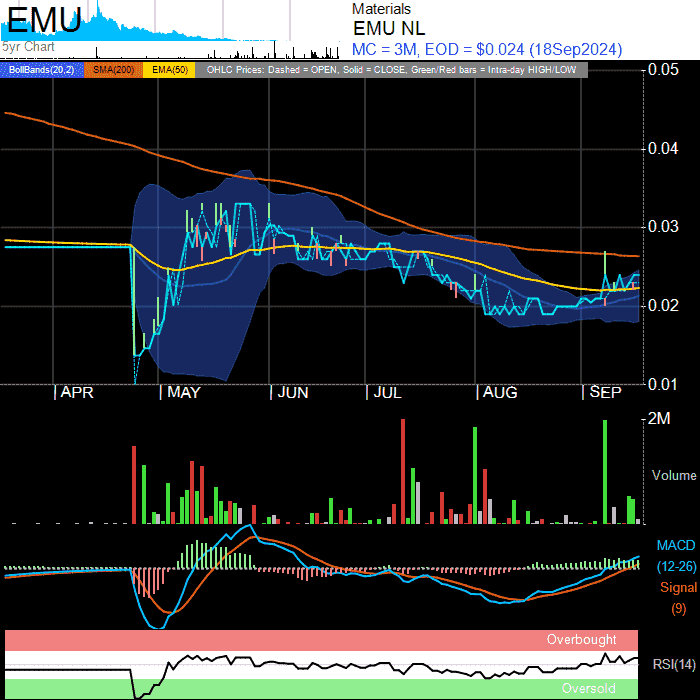 EMU
5yr Chart
Materials
EMU NL
MC = 3M, EOD = $0.024 (18Sep2024)
BollBands(20,2) SMA(200) EMA(50) OHLC Prices: Dashed = OPEN, Solid = CLOSE, Green/Red bars = Intra-day HIGH/LOW
0.05
0.04
0.03
0.02
0.01
APR MAY JUN JUL AUG SEP
2M
Volume
MACD
(12-26)
Signal
(9)
Overbought
RSI(14)
Oversold